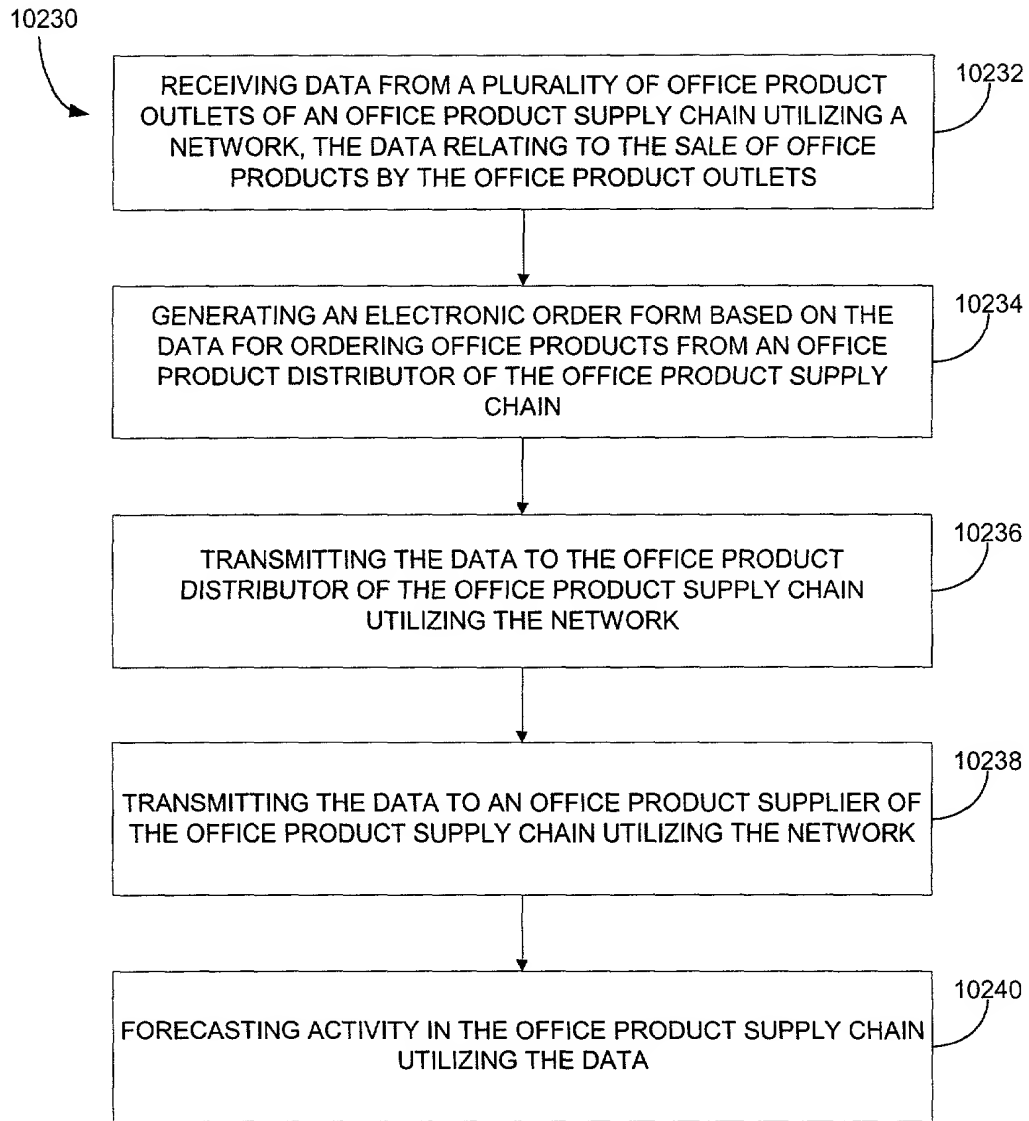 10230
RECEIVING DATA FROM A PLURALITY OF OFFICE PRODUCT
OUTLETS OF AN OFFICE PRODUCT SUPPLY CHAIN UTILIZING A
NETWORK, THE DATA RELATING TO THE SALE OF OFFICE
PRODUCTS BY THE OFFICE PRODUCT OUTLETS
10232
GENERATING AN ELECTRONIC ORDER FORM BASED ON THE
DATA FOR ORDERING OFFICE PRODUCTS FROM AN OFFICE
PRODUCT DISTRIBUTOR OF THE OFFICE PRODUCT SUPPLY
CHAIN
10234
TRANSMITTING THE DATA TO THE OFFICE PRODUCT
DISTRIBUTOR OF THE OFFICE PRODUCT SUPPLY CHAIN
UTILIZING THE NETWORK
10236
TRANSMITTING THE DATA TO AN OFFICE PRODUCT SUPPLIER OF
THE OFFICE PRODUCT SUPPLY CHAIN UTILIZING THE NETWORK
10238
FORECASTING ACTIVITY IN THE OFFICE PRODUCT SUPPLY CHAIN
UTILIZING THE DATA
10240